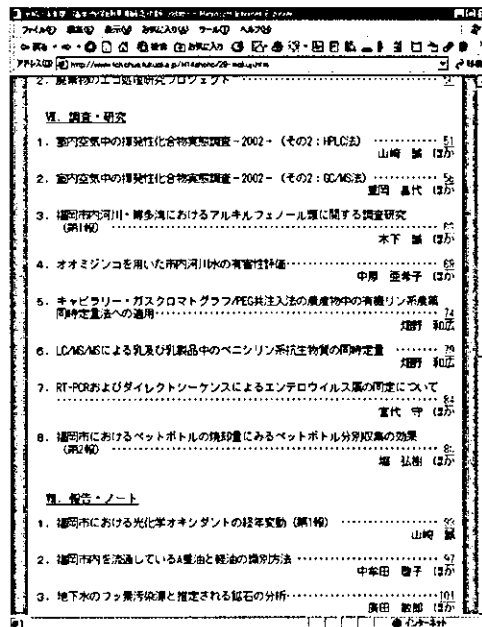 ファイル(F) 編集(E) 表示(V) お気に入り(A) ツール(T) ヘルプ(H)
戻る 検索 お気に入り
アドレス(D)
2. 廃棄物のエコ処理研究プロジェクト
Ⅶ. 調査・研究
1. 室内空気中の揮発性化合物実態調査-2002- (その2:HPLC法) ………… 51
山崎 誠 ほか
2. 室内空気中の揮発性化合物実態調査-2002- (その2:GC/MS法) ………… 56
重岡 昌代 ほか
3. 福岡市内河川・博多湾におけるアルキルフェノール類に関する調査研究
(第1報) …………
木下 誠 ほか
4. オオミジンコを用いた市内河川水の有害性評価………… 69
中原 亜希子 ほか
5. キャピラリー・ガスクロマトグラフ/PEG共注入法の農産物中の有機リン系農薬
同時定量法への適用………… 74
畑野 和広
6. LC/MS/MSによる乳及び乳製品中のペニシリン系抗生物質の同時定量 ………… 79
畑野 和広
7. RT-PCRおよびダイレクトシーケンスによるエンテロウイルス属の同定について
………… 84
宮代 守 ほか
8. 福岡市におけるペットボトルの焼却量にみるペットボトル分別収集の効果
(第2報) …………
堀 弘樹 ほか
Ⅷ. 報告・ノート
1. 福岡市における光化学オキシダントの経年変動 (第1報) ………… 93
山崎 誠
2. 福岡市内を流通しているA重油と軽油の識別方法………… 97
中牟田 啓子 ほか
3. 地下水のフッ素汚染源と推定される鉱石の分析………… 101
廣田 敏郎 ほか
インターネット